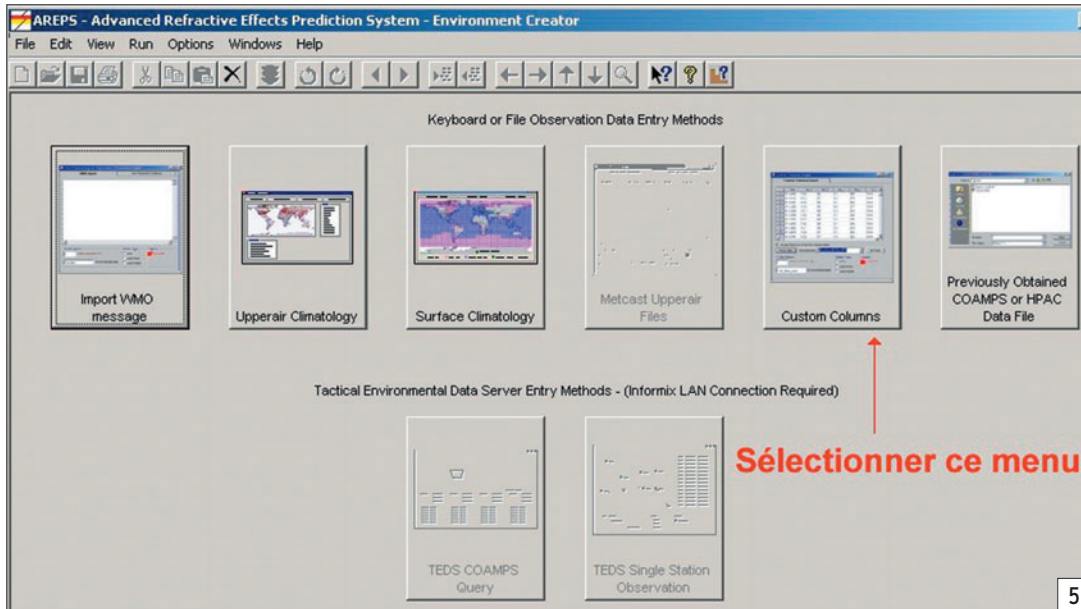 AREPS - Advanced Refractive Effects Prediction System - Environment Creator
File Edit View Run Options Windows Help
Keyboard or File Observation Data Entry Methods
Import WMO message
Upperair Climatology
Surface Climatology
Metcast Upperair Files
Custom Columns
Previously Obtained COAMPS or HPAC Data File
Tactical Environmental Data Server Entry Methods - (Informix LAN Connection Required)
Sélectionner ce menu
TEDS COAMPS Query
TEDS Single Station Observation
5